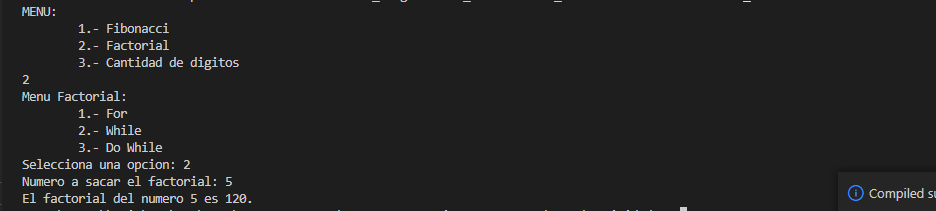 MENU:
1.- Fibonacci
2.- Factorial
3.- Cantidad de digitos
2
Menu Factorial:
1.- For
2.- While
3.- Do While
Selecciona una opcion: 2
Numero a sacar el factorial: 5
El factorial del numero 5 es 120.
Compiled su